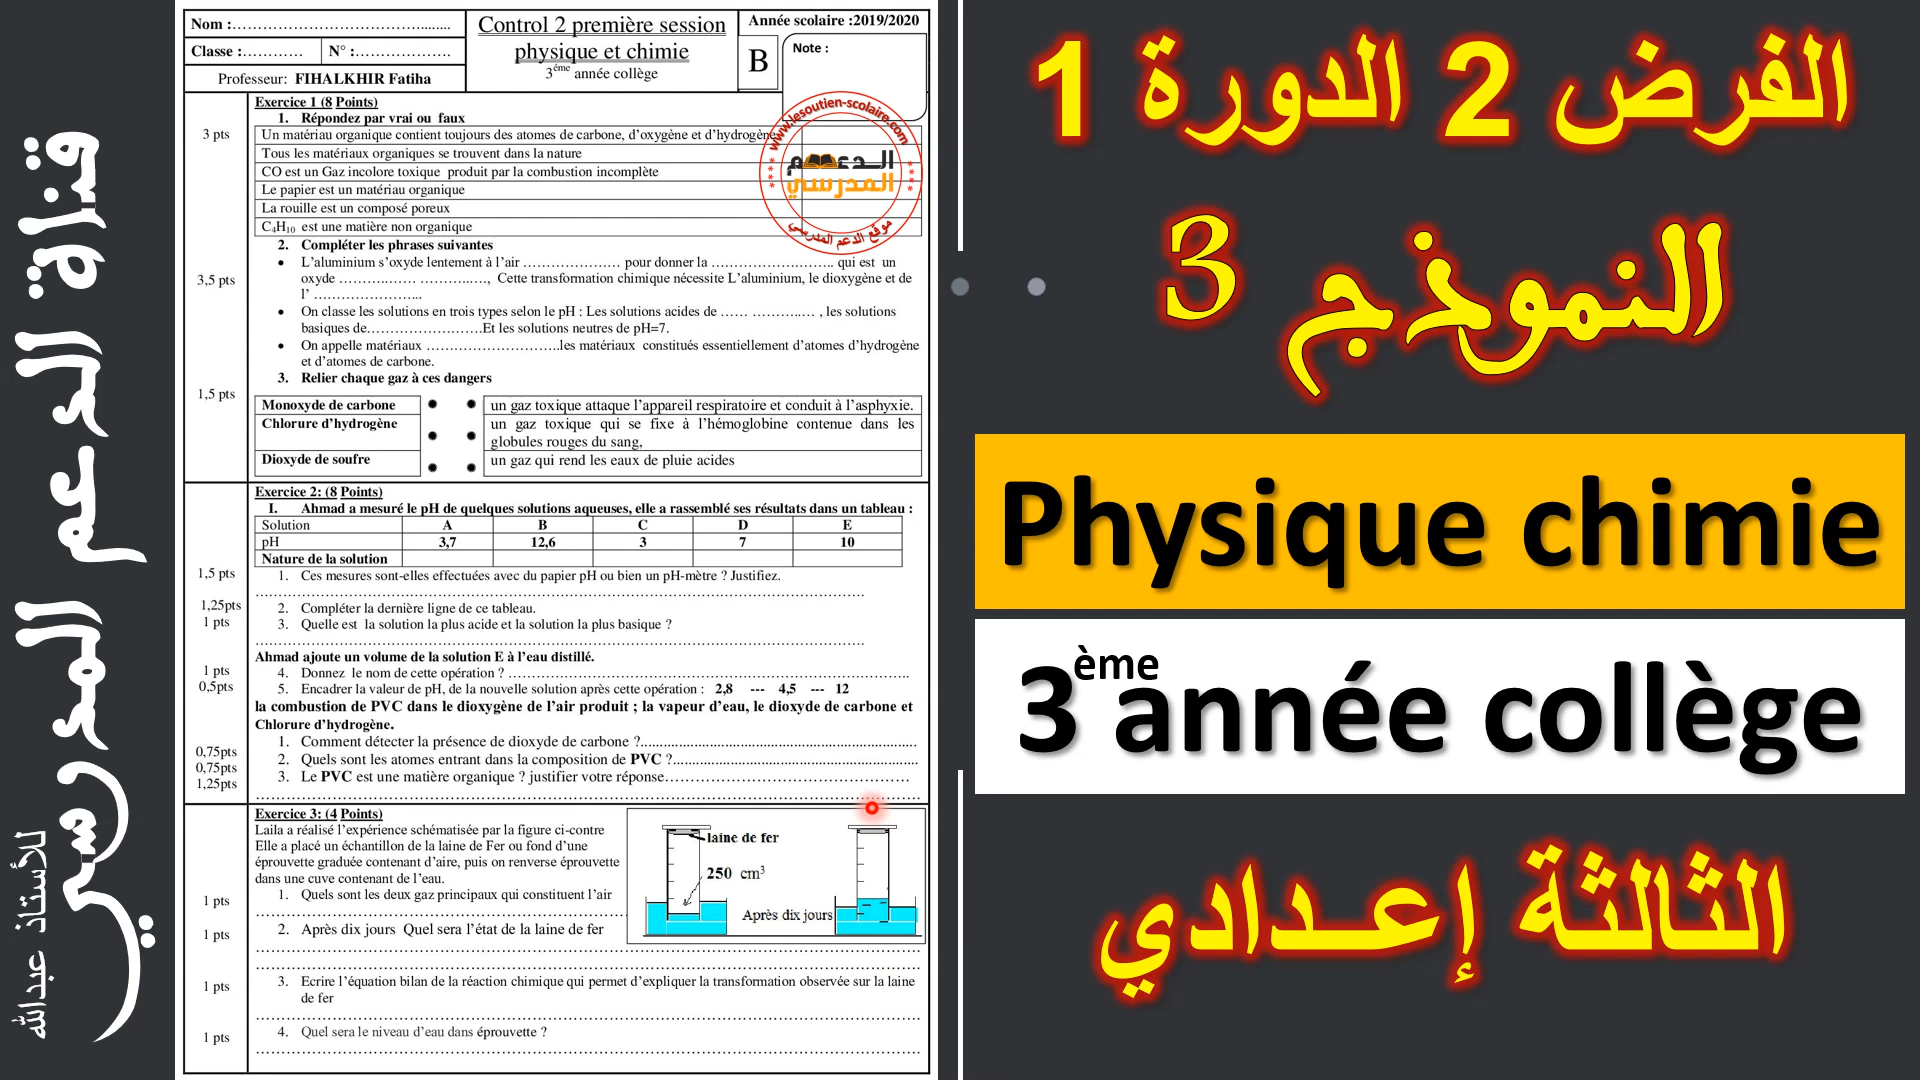 قناة الدعم المدرسي
للأستاذ عبدالله
Nom :……………………………………........
Classe :…………
N° :……………….
Professeur: FIHALKHIR Fatiha
Control 2 première session
physique et chimie
3éme année collège
Année scolaire :2019/2020
B
Note :
Exercice 1 (8 Points)
1. Répondez par vrai ou faux
3 pts
Un matériau organique contient toujours des atomes de carbone, d’oxygène et d’hydrogène
Tous les matériaux organiques se trouvent dans la nature
CO est un Gaz incolore toxique produit par la combustion incomplète
Le papier est un matériau organique
La rouille est un composé poreux
C4H10 est une matière non organique
www.lesoutien-scolaire.com
الــدعم
المدرسي
موقع الدعم المدرسي
2. Compléter les phrases suivantes
3,5 pts
• L’aluminium s’oxyde lentement à l’air ………………… pour donner la …………………….. qui est un
oxyde ………..…… ………..…., Cette transformation chimique nécessite L’aluminium, le dioxygène et de
l’ …………………...
• On classe les solutions en trois types selon le pH : Les solutions acides de …… ………..… , les solutions
basiques de…………………….Et les solutions neutres de pH=7.
• On appelle matériaux ………………………..les matériaux constitués essentiellement d’atomes d’hydrogène
et d’atomes de carbone.
3. Relier chaque gaz à ces dangers
1,5 pts
Monoxyde de carbone • • un gaz toxique attaque l’appareil respiratoire et conduit à l’asphyxie.
Chlorure d’hydrogène • • un gaz toxique qui se fixe à l’hémoglobine contenue dans les
globules rouges du sang,
Dioxyde de soufre • • un gaz qui rend les eaux de pluie acides
Exercice 2: (8 Points)
I. Ahmad a mesuré le pH de quelques solutions aqueuses, elle a rassemblé ses résultats dans un tableau :
Solution A B C D E
pH 3,7 12,6 3 7 10
Nature de la solution
1,5 pts
1. Ces mesures sont-elles effectuées avec du papier pH ou bien un pH-mètre ? Justifiez.
……………………………………………………………………………………
1,25pts
2. Compléter la dernière ligne de ce tableau.
1 pts
3. Quelle est la solution la plus acide et la solution la plus basique ?
……………………………………………………………………………………
Ahmad ajoute un volume de la solution E à l’eau distillé.
1 pts
4. Donnez le nom de cette opération ? ………………………………………………………..
0,5pts
5. Encadrer la valeur de pH, de la nouvelle solution après cette opération : 2,8 --- 4,5 --- 12
la combustion de PVC dans le dioxygène de l’air produit ; la vapeur d’eau, le dioxyde de carbone et
Chlorure d’hydrogène.
0,75pts
1. Comment détecter la présence de dioxyde de carbone ?...............................................
0,75pts
2. Quels sont les atomes entrant dans la composition de PVC ?...............................................
1,25pts
3. Le PVC est une matière organique ? justifier votre réponse…………………………………
……………………………………………………………………………………
Exercice 3: (4 Points)
Laila a réalisé l’expérience schématisée par la figure ci-contre
Elle a placé un échantillon de la laine de Fer ou fond d’une
éprouvette graduée contenant d’aire, puis on renverse éprouvette
dans une cuve contenant de l’eau.
1 pts
1. Quels sont les deux gaz principaux qui constituent l’air
……………………………………………………
1 pts
2. Après dix jours Quel sera l’état de la laine de fer
……………………………………………………………………………………
……………………………………………………………………………………
laine de fer
250 cm3
Après dix jours
1 pts
3. Ecrire l’équation bilan de la réaction chimique qui permet d’expliquer la transformation observée sur la laine
de fer
……………………………………………………………………………………
1 pts
4. Quel sera le niveau d’eau dans éprouvette ?
……………………………………………………………………………………
الفرض 2 الدورة 1
النموذج 3
Physique chimie
3ème année collège
الثالثة إعــدادي